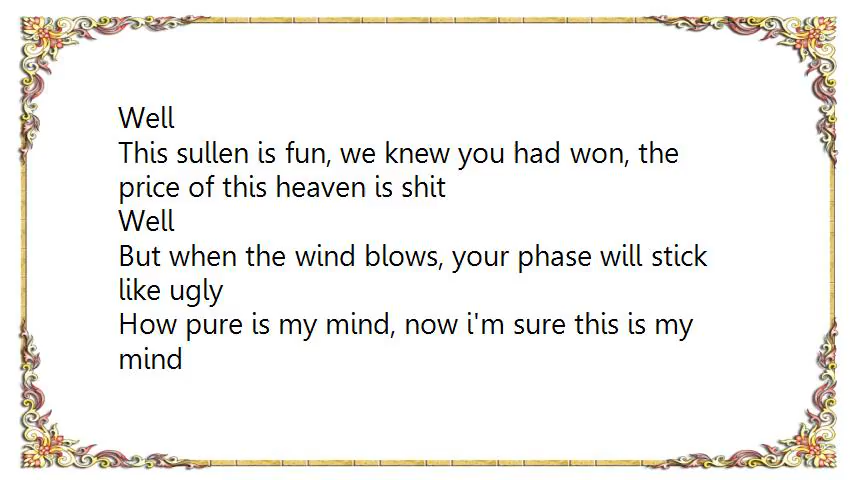 Well
This sullen is fun, we knew you had won, the
price of this heaven is shit
Well
But when the wind blows, your phase will stick
like ugly
How pure is my mind, now i'm sure this is my
mind